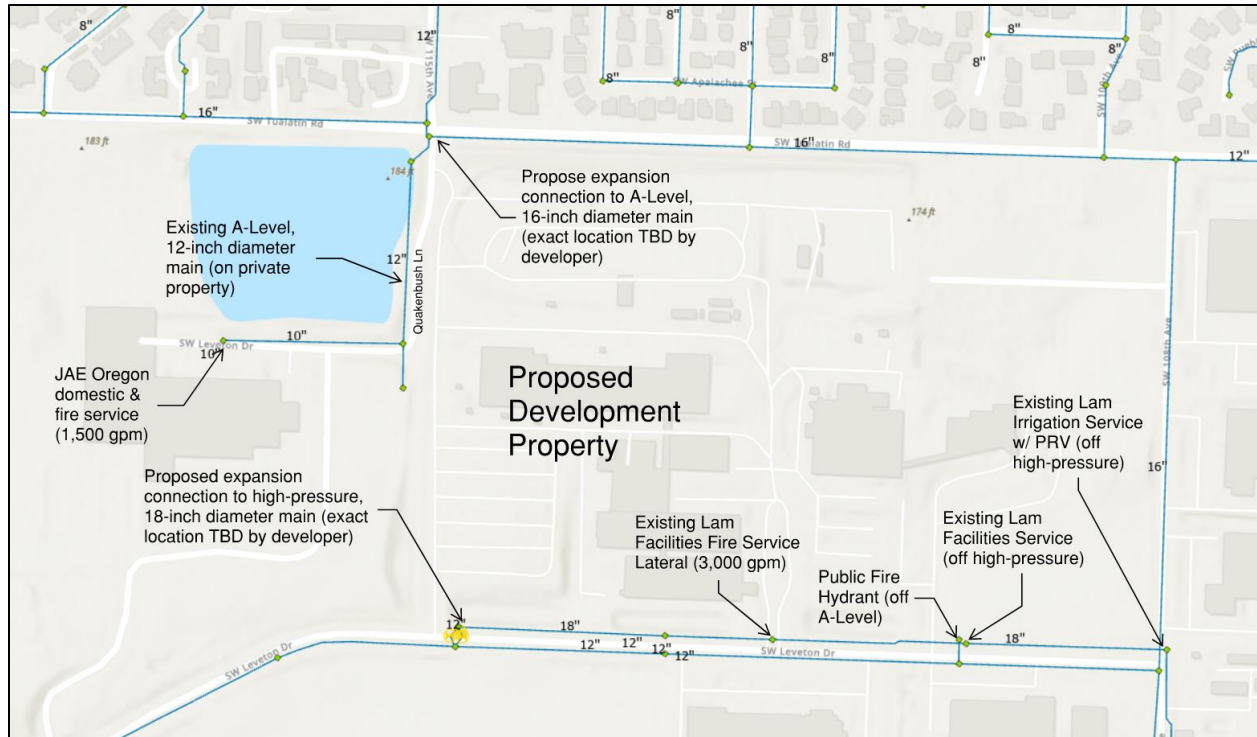 8"
12"
8"
8"
8"
8"
8"
8"
SW Apalachee St
W 115th Ave
SW 108th Ave
16"
SW Tualatin Rd
16"
SW Tualatin Rd
12"
183 ft
184 ft
174 ft
Propose expansion
connection to A-Level,
16-inch diameter main
(exact location TBD by
developer)
Existing A-Level,
12-inch diameter
main (on private
property)
12"
Quakenbush Ln
10"
SW Leveton Dr
10"
JAE Oregon
domestic &
fire service
(1,500 gpm)
Proposed
Development
Property
SW 108th Ave
16"
Existing Lam
Irrigation Service
w/ PRV (off
high-pressure)
Proposed expansion
connection to high-pressure,
18-inch diameter main (exact
location TBD by developer)
Existing Lam
Facilities Fire Service
Lateral (3,000 gpm)
Existing Lam
Facilities Service
(off high-pressure)
Public Fire
Hydrant (off
A-Level)
12"
18"
18"
12"
12"
12"
12"
SW Leveton Dr
SW Leveton Dr